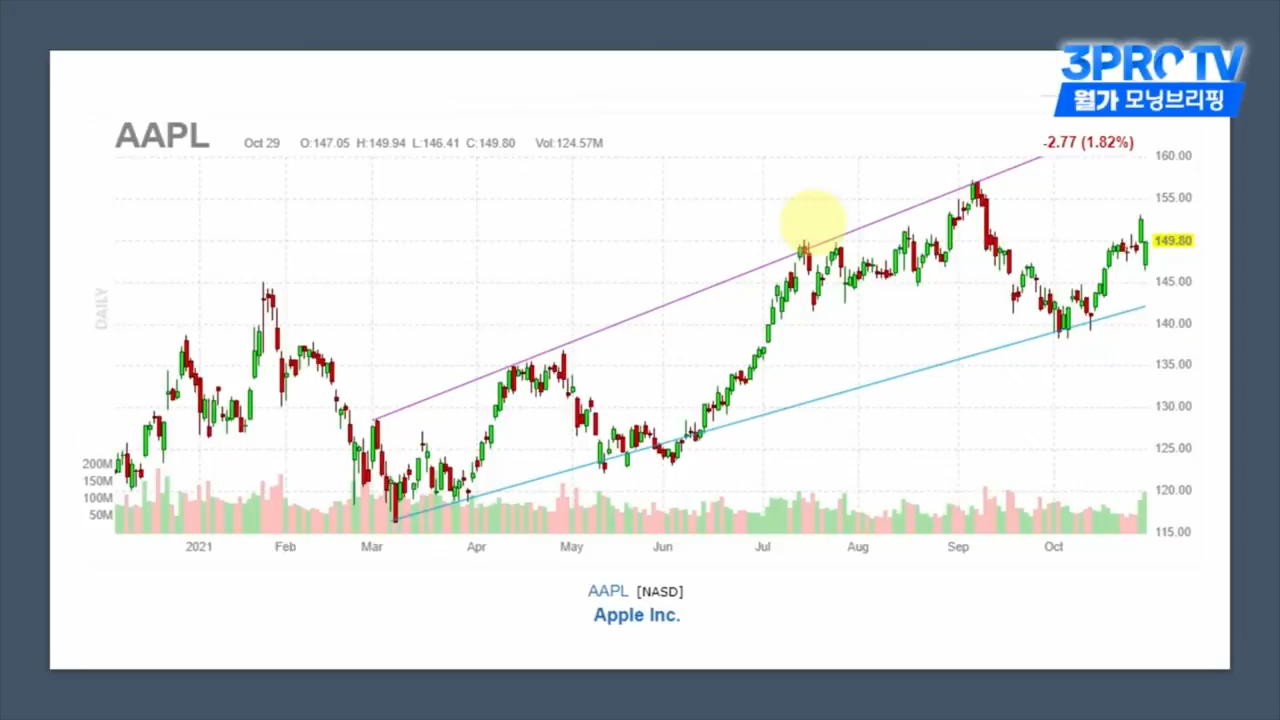 3PROTV
월가 모닝브리핑
AAPL Oct 29 O:147.05 H:149.94 L:146.41 C:149.80 Vol:124.57M -2.77 (1.82%)
160.00
155.00
149.80
145.00
140.00
135.00
130.00
125.00
120.00
115.00
DAILY
200M
150M
100M
50M
2021 Feb Mar Apr May Jun Jul Aug Sep Oct
AAPL [NASD]
Apple Inc.